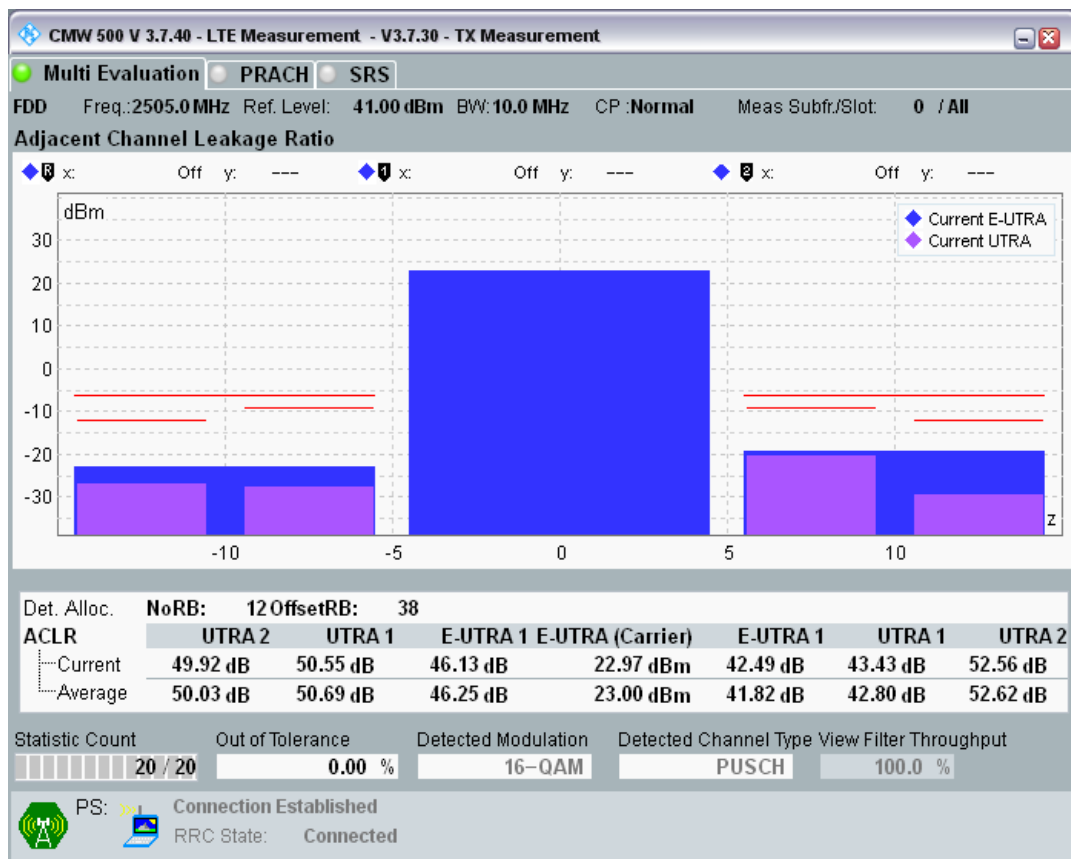 CMW 500 V 3.7.40 - LTE Measurement - V3.7.30 - TX Measurement
Multi Evaluation PRACH SRS
FDD Freq.:2505.0 MHz Ref. Level: 41.00 dBm BW: 10.0 MHz CP :Normal Meas Subfr./Slot: 0 / All
Adjacent Channel Leakage Ratio
R x: Off y: --- 1 x: Off y: --- 2 x: Off y: ---
dBm
Current E-UTRA
Current UTRA
30
20
10
0
-10
-20
-30
z
-10 -5 0 5 10
Det. Alloc. NoRB: 12 OffsetRB: 38
ACLR UTRA 2 UTRA 1 E-UTRA 1 E-UTRA (Carrier) E-UTRA 1 UTRA 1 UTRA 2
Current 49.92 dB 50.55 dB 46.13 dB 22.97 dBm 42.49 dB 43.43 dB 52.56 dB
Average 50.03 dB 50.69 dB 46.25 dB 23.00 dBm 41.82 dB 42.80 dB 52.62 dB
Statistic Count Out of Tolerance Detected Modulation Detected Channel Type View Filter Throughput
20 / 20 0.00 % 16-QAM PUSCH 100.0 %
PS: Connection Established
RRC State: Connected